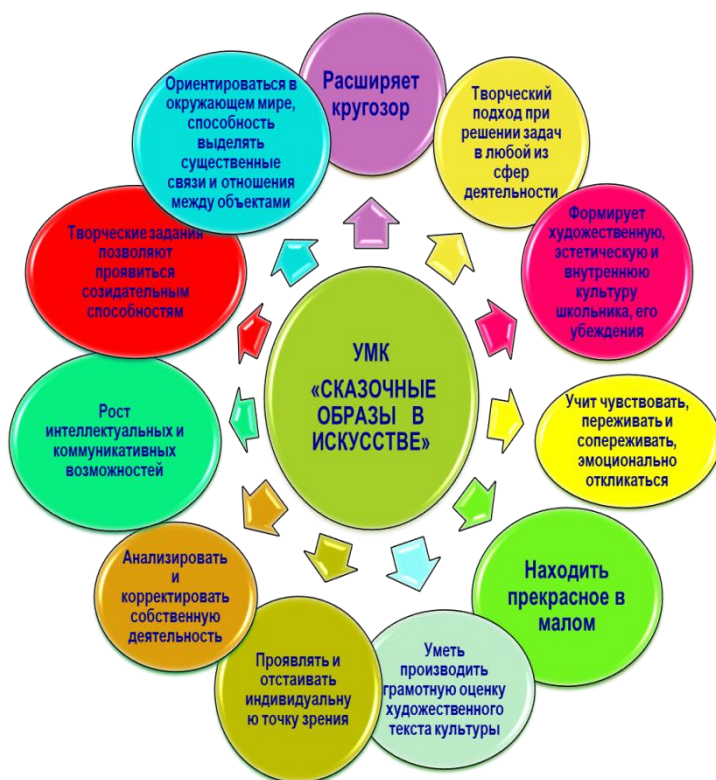 Расширяет
кругозор
Творческий
подход при
решении задач
в любой из
сфер
деятельности
Формирует
художественную,
эстетическую и
внутреннюю
культуру
школьника, его
убеждения
Учит чувствовать,
переживать и
сопереживать,
эмоционально
откликаться
Находить
прекрасное в
малом
Уметь
производить
грамотную оценку
художественного
текста культуры
Проявлять и
отстаивать
индивидуальну
ю точку зрения
Анализировать
и
корректировать
собственную
деятельность
Рост
интеллектуальных и
коммуникативных
возможностей
Творческие задания
позволяют
проявиться
созидательным
способностям
Ориентироваться в
окружающем мире,
способность
выделять
существенные
связи и отношения
между объектами
УМК
«СКАЗОЧНЫЕ
ОБРАЗЫ В
ИСКУССТВЕ»